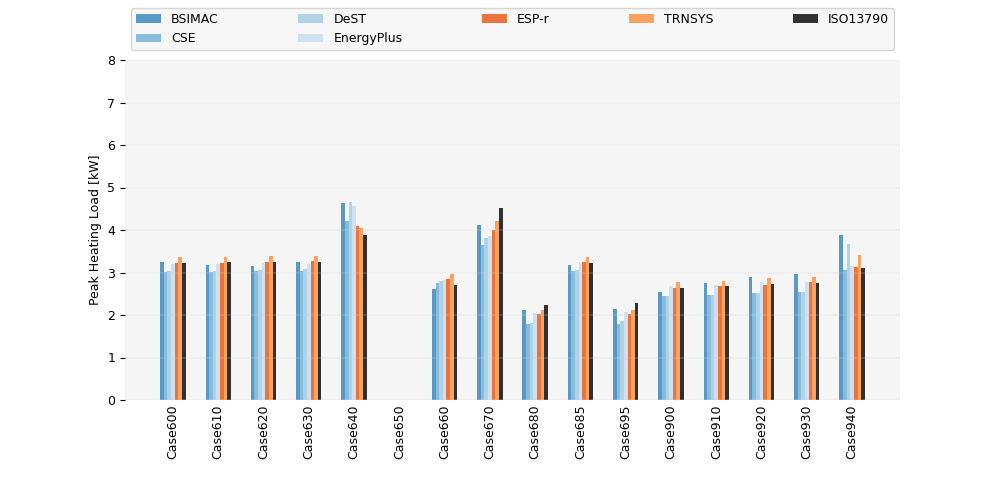 BSIMAC DeST ESP-r TRNSYS ISO13790
CSE EnergyPlus
8
7
6
5
4
3
2
1
0
Peak Heating Load [kW]
Case600 Case610 Case620 Case630 Case640 Case650 Case660 Case670 Case680 Case685 Case695 Case900 Case910 Case920 Case930 Case940